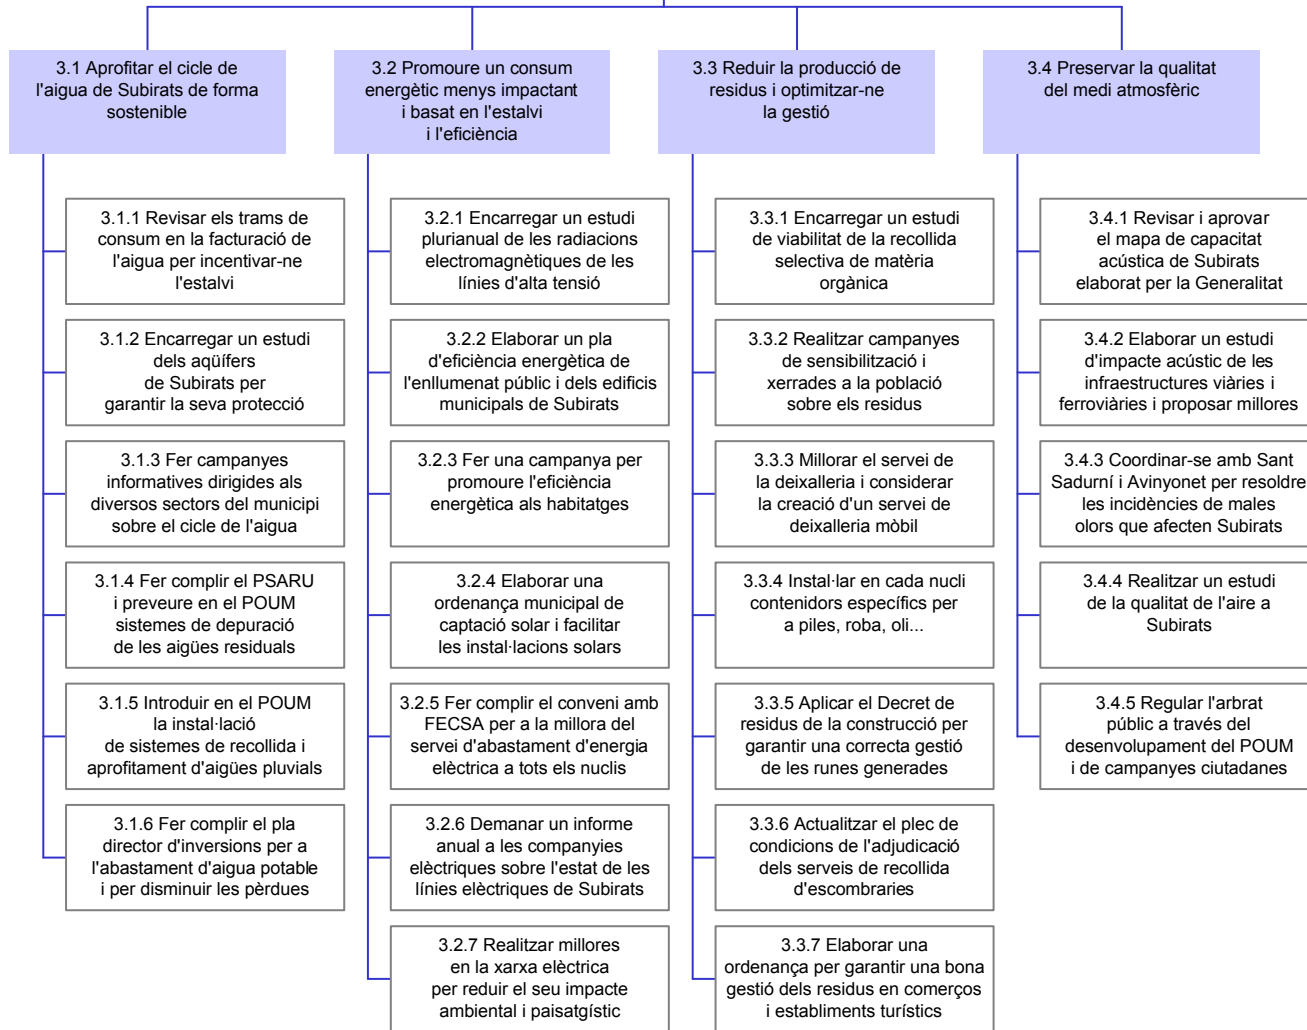 3.1 Aprofitar el cicle de
l'aigua de Subirats de forma
sostenible
3.1.1 Revisar els trams de
consum en la facturació de
l'aigua per incentivar-ne
l'estalvi
3.1.2 Encarregar un estudi
dels aqüífers
de Subirats per
garantir la seva protecció
3.1.3 Fer campanyes
informatives dirigides als
diversos sectors del municipi
sobre el cicle de l'aigua
3.1.4 Fer complir el PSARU
i preveure en el POUM
sistemes de depuració
de les aigües residuals
3.1.5 Introduir en el POUM
la instal·lació
de sistemes de recollida i
aprofitament d'aigües pluvials
3.1.6 Fer complir el pla
director d'inversions per a
l'abastament d'aigua potable
i per disminuir les pèrdues
3.2 Promoure un consum
energètic menys impactant
i basat en l'estalvi
i l'eficiència
3.2.1 Encarregar un estudi
plurianual de les radiacions
electromagnètiques de les
línies d'alta tensió
3.2.2 Elaborar un pla
d'eficiència energètica de
l'enllumenat públic i dels edificis
municipals de Subirats
3.2.3 Fer una campanya per
promoure l'eficiència
energètica als habitatges
3.2.4 Elaborar una
ordenança municipal de
captació solar i facilitar
les instal·lacions solars
3.2.5 Fer complir el conveni amb
FECSA per a la millora del
servei d'abastament d'energia
elèctrica a tots els nuclis
3.2.6 Demanar un informe
anual a les companyies
elèctriques sobre l'estat de les
línies elèctriques de Subirats
3.2.7 Realitzar millores
en la xarxa elèctrica
per reduir el seu impacte
ambiental i paisatgístic
3.3 Reduir la producció de
residus i optimitzar-ne
la gestió
3.3.1 Encarregar un estudi
de viabilitat de la recollida
selectiva de matèria
orgànica
3.3.2 Realitzar campanyes
de sensibilització i
xerrades a la població
sobre els residus
3.3.3 Millorar el servei de
la deixalleria i considerar
la creació d'un servei de
deixalleria mòbil
3.3.4 Instal·lar en cada nucli
contenidors específics per
a piles, roba, oli...
3.3.5 Aplicar el Decret de
residus de la construcció per
garantir una correcta gestió
de les runes generades
3.3.6 Actualitzar el plec de
condicions de l'adjudicació
dels serveis de recollida
d'escombraries
3.3.7 Elaborar una
ordenança per garantir una bona
gestió dels residus en comerços
i establiments turístics
3.4 Preservar la qualitat
del medi atmosfèric
3.4.1 Revisar i aprovar
el mapa de capacitat
acústica de Subirats
elaborat per la Generalitat
3.4.2 Elaborar un estudi
d'impacte acústic de les
infraestructures viàries i
ferroviàries i proposar millores
3.4.3 Coordinar-se amb Sant
Sadurní i Avinyonet per resoldre
les incidències de males
olors que afecten Subirats
3.4.4 Realitzar un estudi
de la qualitat de l'aire a
Subirats
3.4.5 Regular l'arbrat
públic a través del
desenvolupament del POUM
i de campanyes ciutadanes